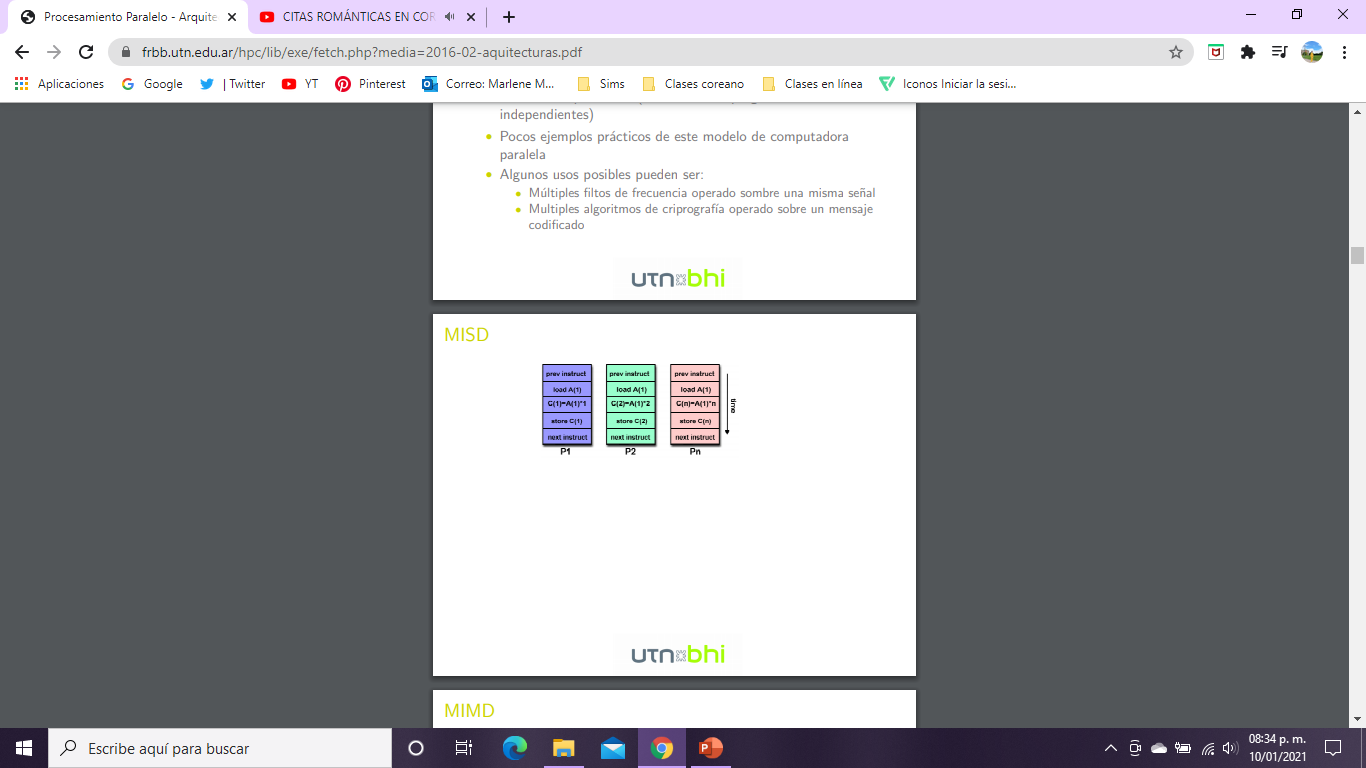 Procesamiento Paralelo - Arquite
CITAS ROMÁNTICAS EN COR
frbb.utn.edu.ar/hpc/lib/exe/fetch.php?media=2016-02-aquitecturas.pdf
Aplicaciones
Google
| Twitter
YT
Pinterest
Correo: Marlene M...
Sims
Clases coreano
Clases en línea
Iconos Iniciar la sesi...
independientes)
Pocos ejemplos prácticos de este modelo de computadora
paralela
Algunos usos posibles pueden ser:
Múltiples filtos de frecuencia operado sombre una misma señal
Multiples algoritmos de criprografía operado sobre un mensaje
codificado
utn bhi
MISD
prev instruct prev instruct prev instruct
load A(1) load A(1) load A(1)
C(1)=A(1)*1 C(2)=A(1)*2 C(n)=A(1)*n
store C(1) store C(2) store C(n)
next instruct next instruct next instruct
P1 P2 Pn
time
utn bhi
MIMD
Escribe aquí para buscar
08:34 p. m.
10/01/2021